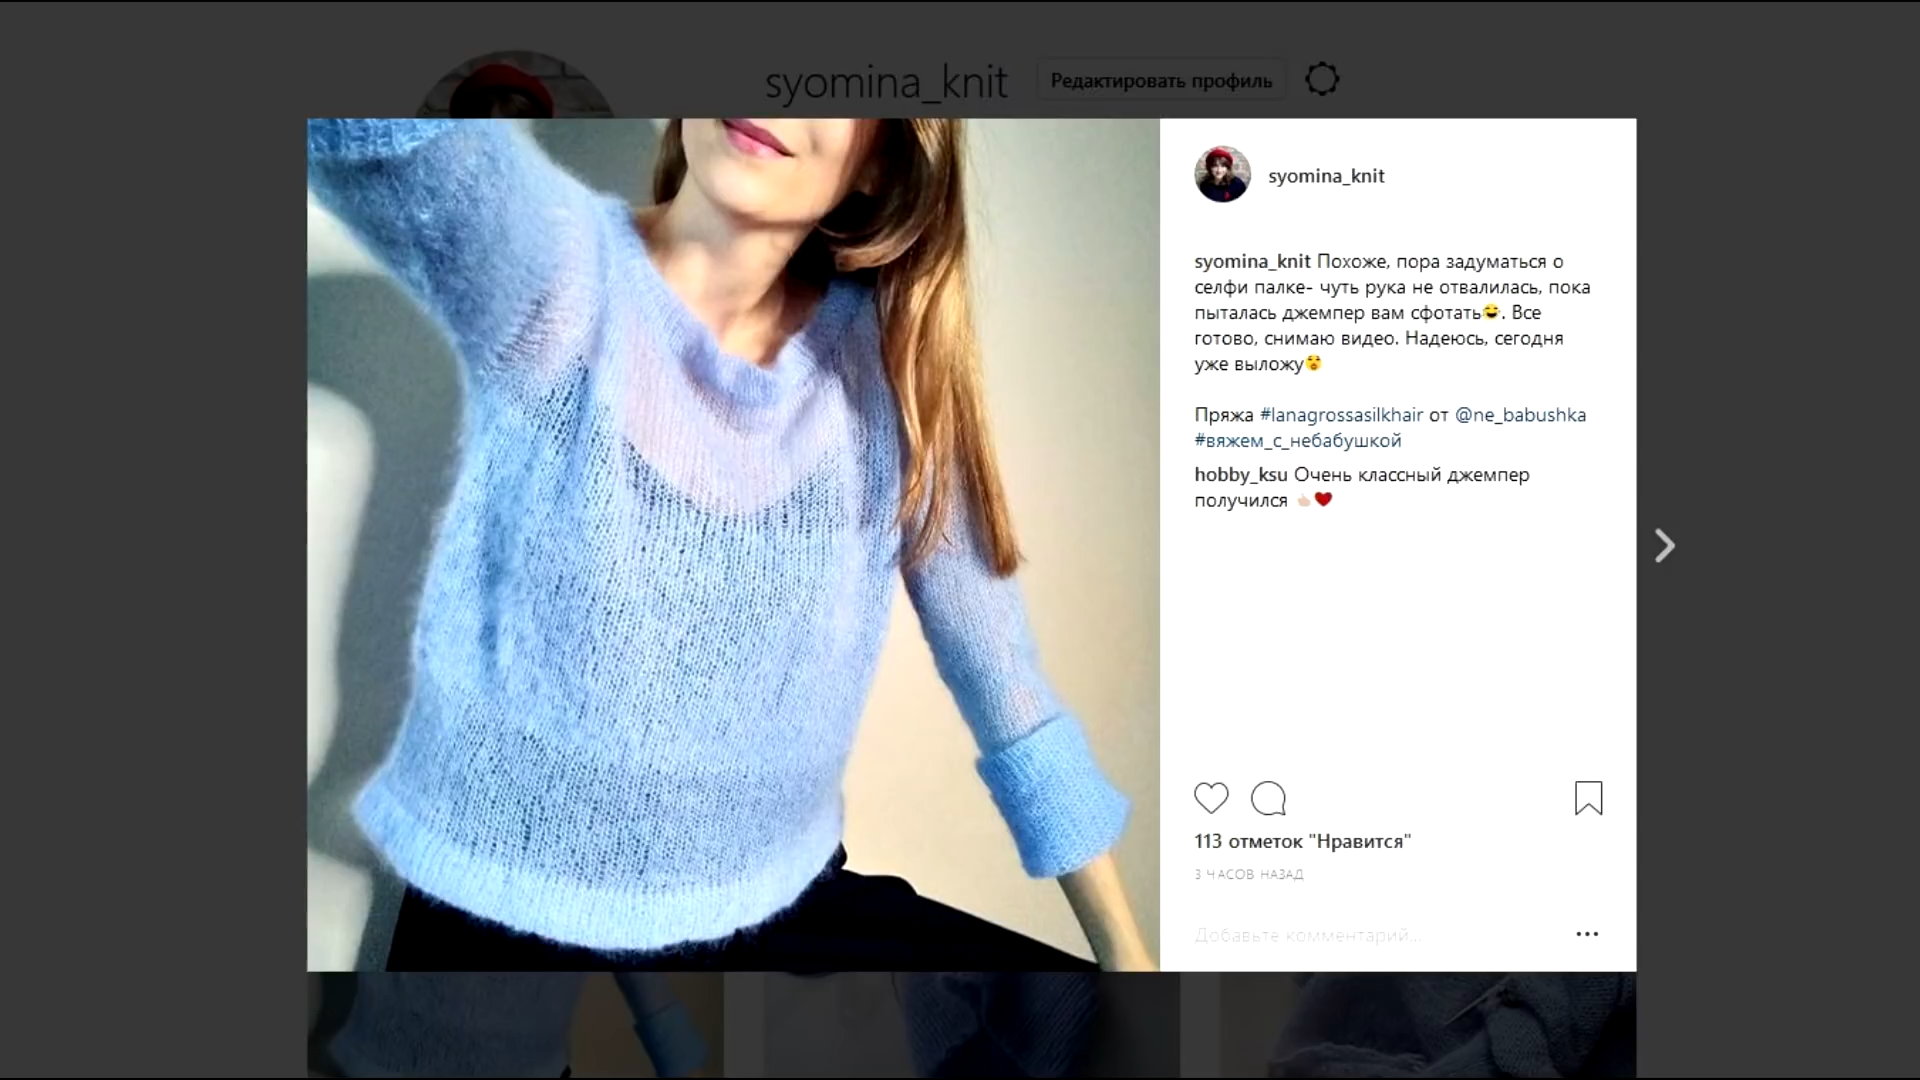 syomina_knit Редактировать профиль
syomina_knit
syomina_knit Похоже, пора задуматься о
селфи палке- чуть рука не отвалилась, пока
пыталась джемпер вам сфотать😂. Все
готово, снимаю видео. Надеюсь, сегодня
уже выложу😲
Пряжа #lanagrossasilkhair от @ne_babushka
#вяжем_с_небабушкой
hobby_ksu Очень классный джемпер
получился 👍🏻❤
113 отметок "Нравится"
3 ЧАСОВ НАЗАД
Добавьте комментарий...